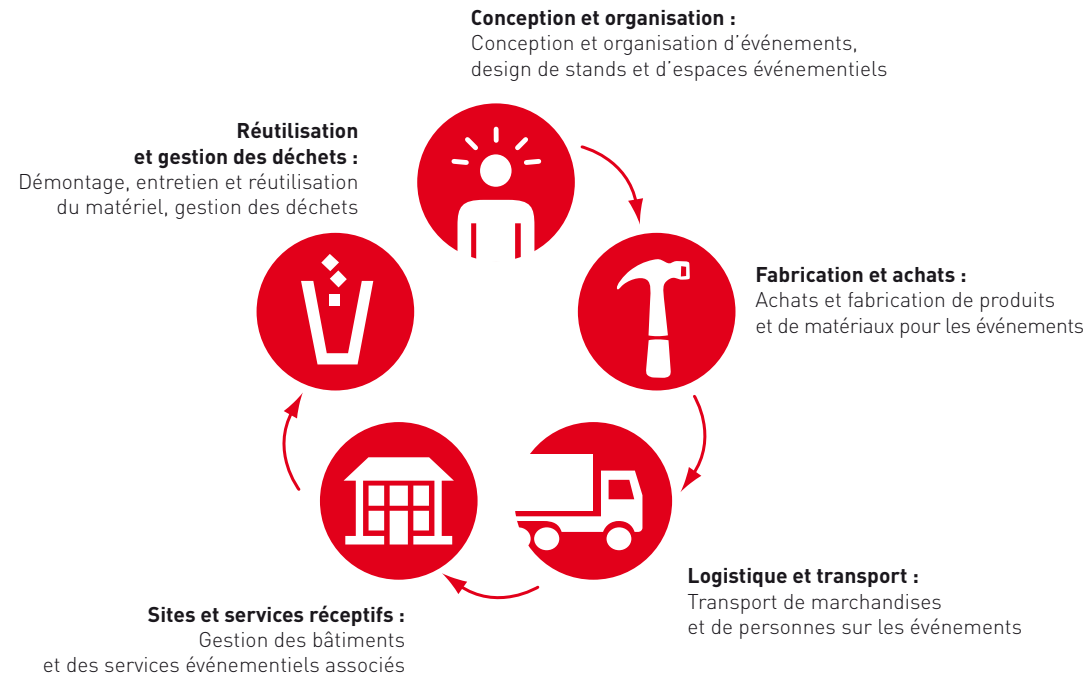 Conception et organisation :
Conception et organisation d'événements,
design de stands et d'espaces événementiels
Réutilisation
et gestion des déchets :
Démontage, entretien et réutilisation
du matériel, gestion des déchets
Fabrication et achats :
Achats et fabrication de produits
et de matériaux pour les événements
Logistique et transport :
Transport de marchandises
et de personnes sur les événements
Sites et services réceptifs :
Gestion des bâtiments
et des services événementiels associés